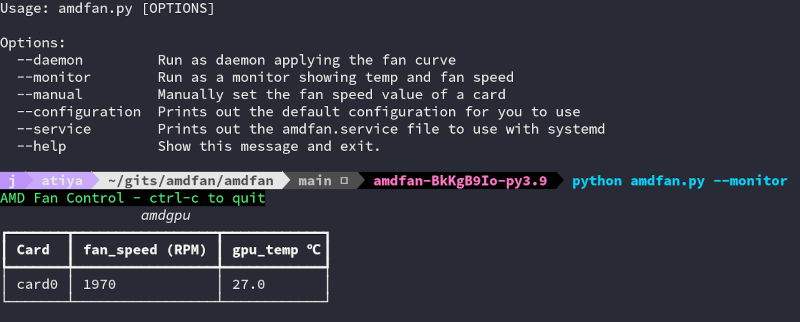 Usage: amdfan.py [OPTIONS]
Options:
--daemon Run as daemon applying the fan curve
--monitor Run as a monitor showing temp and fan speed
--manual Manually set the fan speed value of a card
--configuration Prints out the default configuration for you to use
--service Prints out the amdfan.service file to use with systemd
--help Show this message and exit.
j atiya ~/gits/amdfan/amdfan main □ amdfan-BkKgB9Io-py3.9 python amdfan.py --monitor
AMD Fan Control - ctrl-c to quit
amdgpu
Card fan_speed (RPM) gpu_temp ℃
card0 1970 27.0